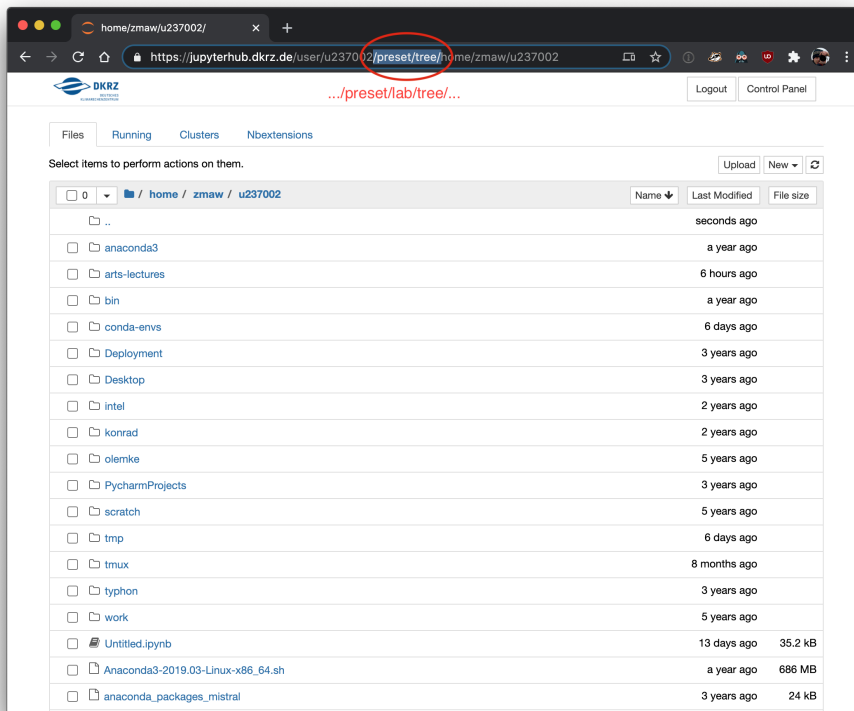 home/zmaw/u237002/
https://jupyterhub.dkrz.de/user/u237002/preset/tree/home/zmaw/u237002
DKRZ
DEUTSCHES
KLIMARECHENZENTRUM
.../preset/lab/tree/...
Logout Control Panel
Files Running Clusters Nbextensions
Select items to perform actions on them.
Upload New
0 / home / zmaw / u237002 Name Last Modified File size
.. seconds ago
anaconda3 a year ago
arts-lectures 6 hours ago
bin a year ago
conda-envs 6 days ago
Deployment 3 years ago
Desktop 3 years ago
intel 2 years ago
konrad 2 years ago
olemke 5 years ago
PycharmProjects 3 years ago
scratch 5 years ago
tmp 6 days ago
tmux 8 months ago
typhon 3 years ago
work 5 years ago
Untitled.ipynb 13 days ago 35.2 kB
Anaconda3-2019.03-Linux-x86_64.sh a year ago 686 MB
anaconda_packages_mistral 3 years ago 24 kB